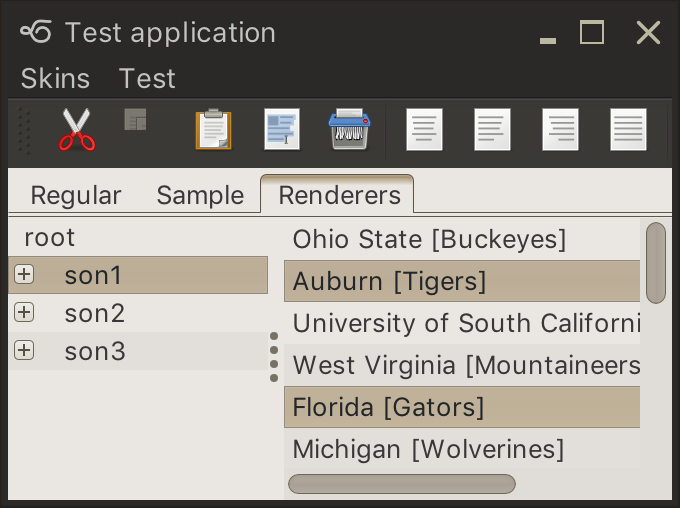 Test application
Skins Test
Regular Sample Renderers
root
son1
son2
son3
Ohio State [Buckeyes]
Auburn [Tigers]
University of South Californi
West Virginia [Mountaineers
Florida [Gators]
Michigan [Wolverines]